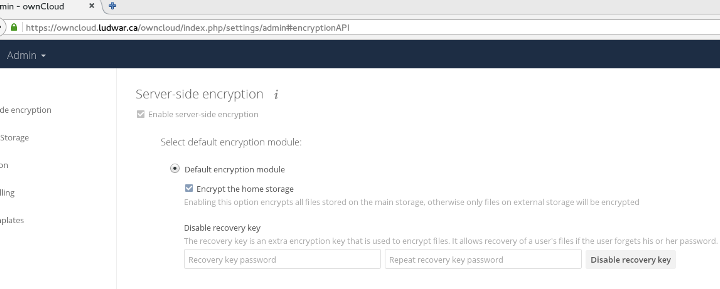 min - ownCloud
https://owncloud.ludwar.ca/owncloud/index.php/settings/admin#encryptionAPI
Admin
de encryption
Storage
on
lling
mplates
Server-side encryption i
Enable server-side encryption
Select default encryption module:
Default encryption module
Encrypt the home storage
Enabling this option encrypts all files stored on the main storage, otherwise only files on external storage will be encrypted
Disable recovery key
The recovery key is an extra encryption key that is used to encrypt files. It allows recovery of a user's files if the user forgets his or her password.
Recovery key password Repeat recovery key password Disable recovery key